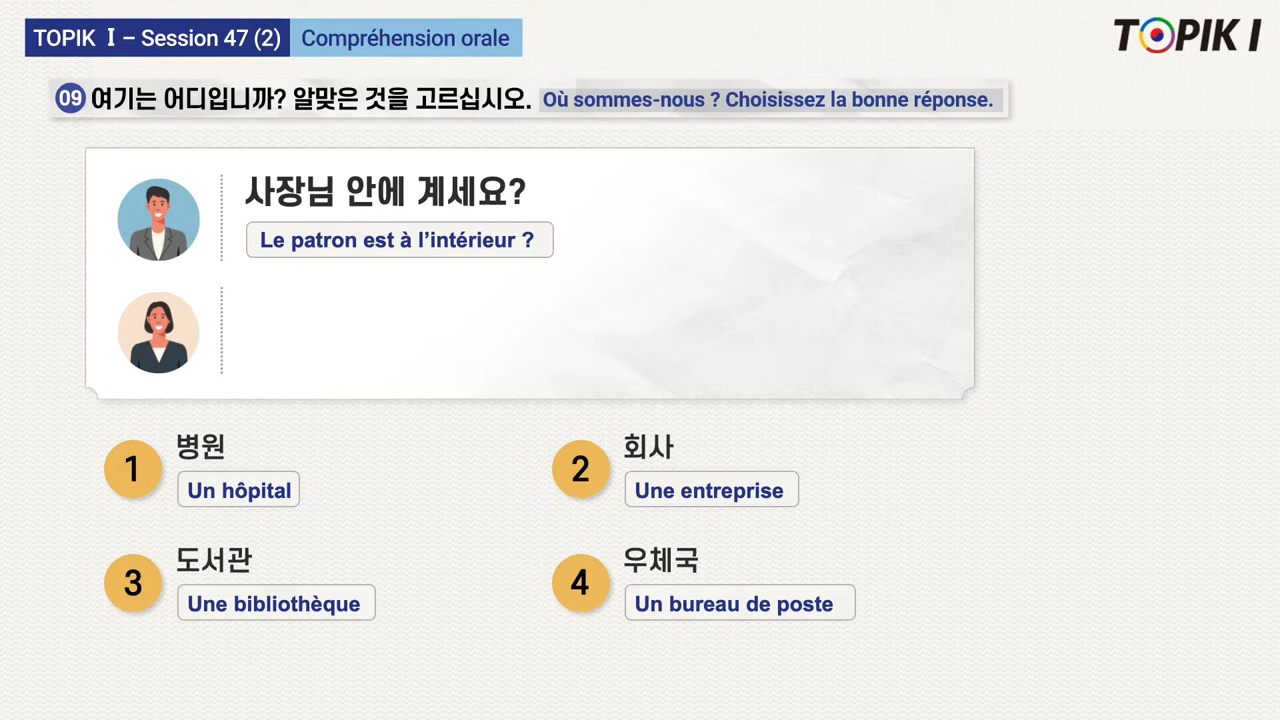 TOPIK Ⅰ – Session 47 (2) Compréhension orale
TOPIK I
09 여기는 어디입니까? 알맞은 것을 고르십시오. Où sommes-nous ? Choisissez la bonne réponse.
사장님 안에 계세요?
Le patron est à l’intérieur ?
1 병원
Un hôpital
2 회사
Une entreprise
3 도서관
Une bibliothèque
4 우체국
Un bureau de poste